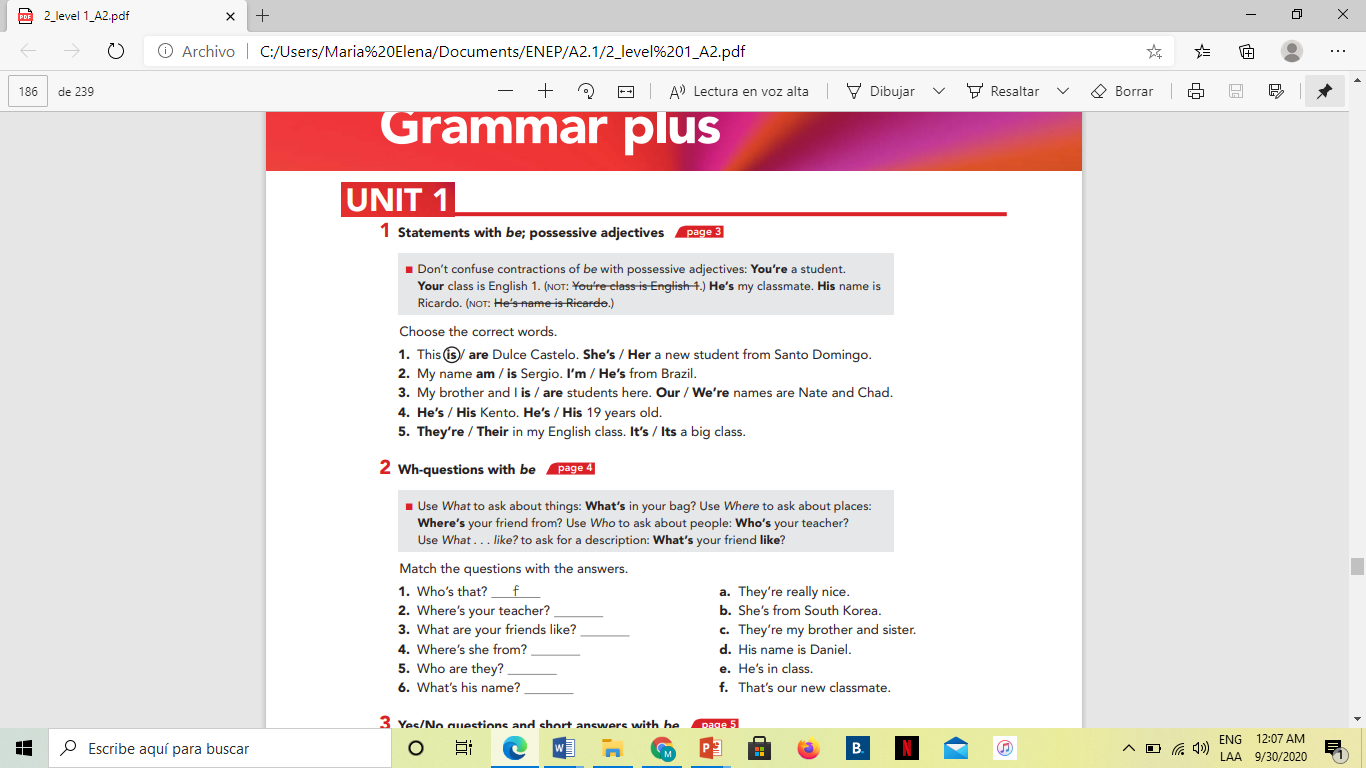 2_level 1_A2.pdf
Archivo C:/Users/Maria%20Elena/Documents/ENEP/A2.1/2_level%201_A2.pdf
186 de 239 Lectura en voz alta Dibujar Resaltar Borrar
Grammar plus
UNIT 1
1 Statements with be; possessive adjectives page 3
■ Don't confuse contractions of be with possessive adjectives: You're a student.
Your class is English 1. (NOT: You're class is English 1.) He's my classmate. His name is
Ricardo. (NOT: He's name is Ricardo.)
Choose the correct words.
1. This is / are Dulce Castelo. She's / Her a new student from Santo Domingo.
2. My name am / is Sergio. I'm / He's from Brazil.
3. My brother and I is / are students here. Our / We're names are Nate and Chad.
4. He's / His Kento. He's / His 19 years old.
5. They're / Their in my English class. It's / Its a big class.
2 Wh-questions with be page 4
■ Use What to ask about things: What's in your bag? Use Where to ask about places:
Where's your friend from? Use Who to ask about people: Who's your teacher?
Use What . . . like? to ask for a description: What's your friend like?
Match the questions with the answers.
1. Who's that? f a. They're really nice.
2. Where's your teacher? b. She's from South Korea.
3. What are your friends like? c. They're my brother and sister.
4. Where's she from? d. His name is Daniel.
5. Who are they? e. He's in class.
6. What's his name? f. That's our new classmate.
3 Yes/No questions and short answers with be page 5
Escribe aquí para buscar ENG 12:07 AM
LAA 9/30/2020